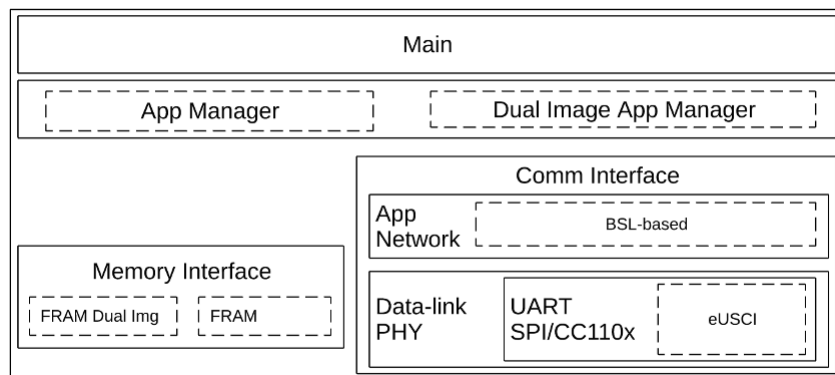 Main
App Manager
Dual Image App Manager
Comm Interface
App
Network
BSL-based
Memory Interface
FRAM Dual Img
FRAM
Data-link
PHY
UART
SPI/CC110x
eUSCI